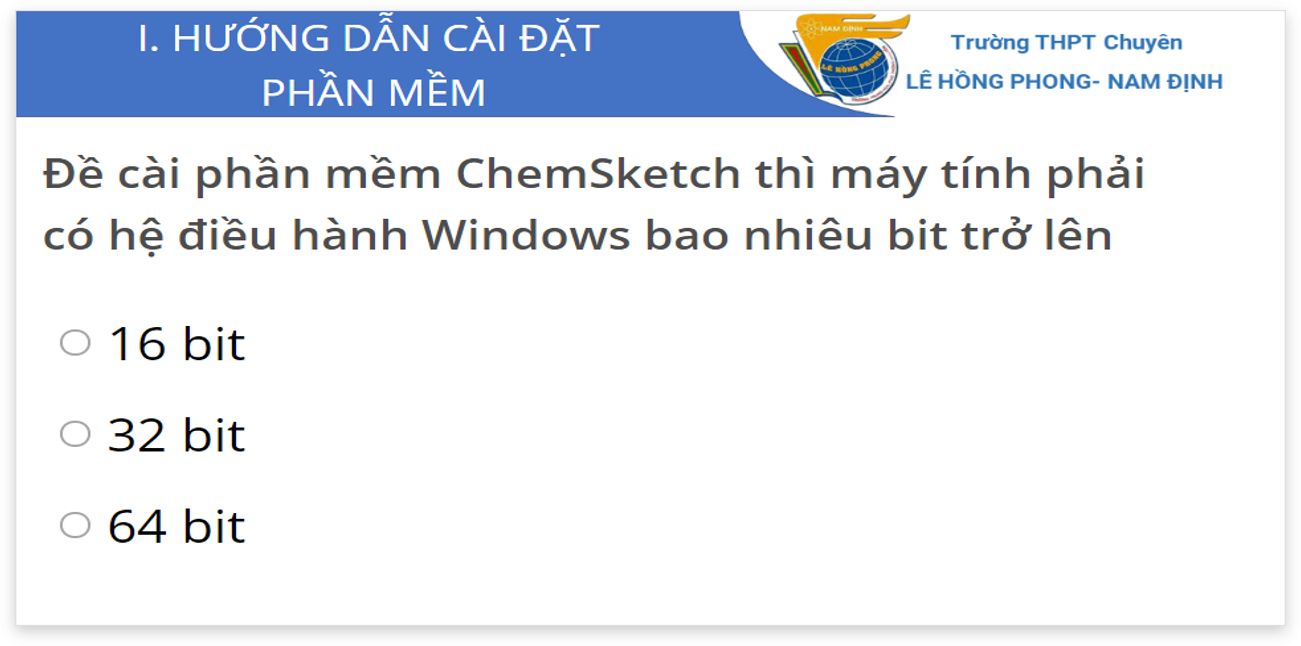 I. HƯỚNG DẪN CÀI ĐẶT
PHẦN MỀM
NAM ĐỊNH
LÊ HỒNG PHONG
Trường THPT Chuyên
LÊ HỒNG PHONG- NAM ĐỊNH
Đề cài phần mềm ChemSketch thì máy tính phải
có hệ điều hành Windows bao nhiêu bit trở lên
16 bit
32 bit
64 bit